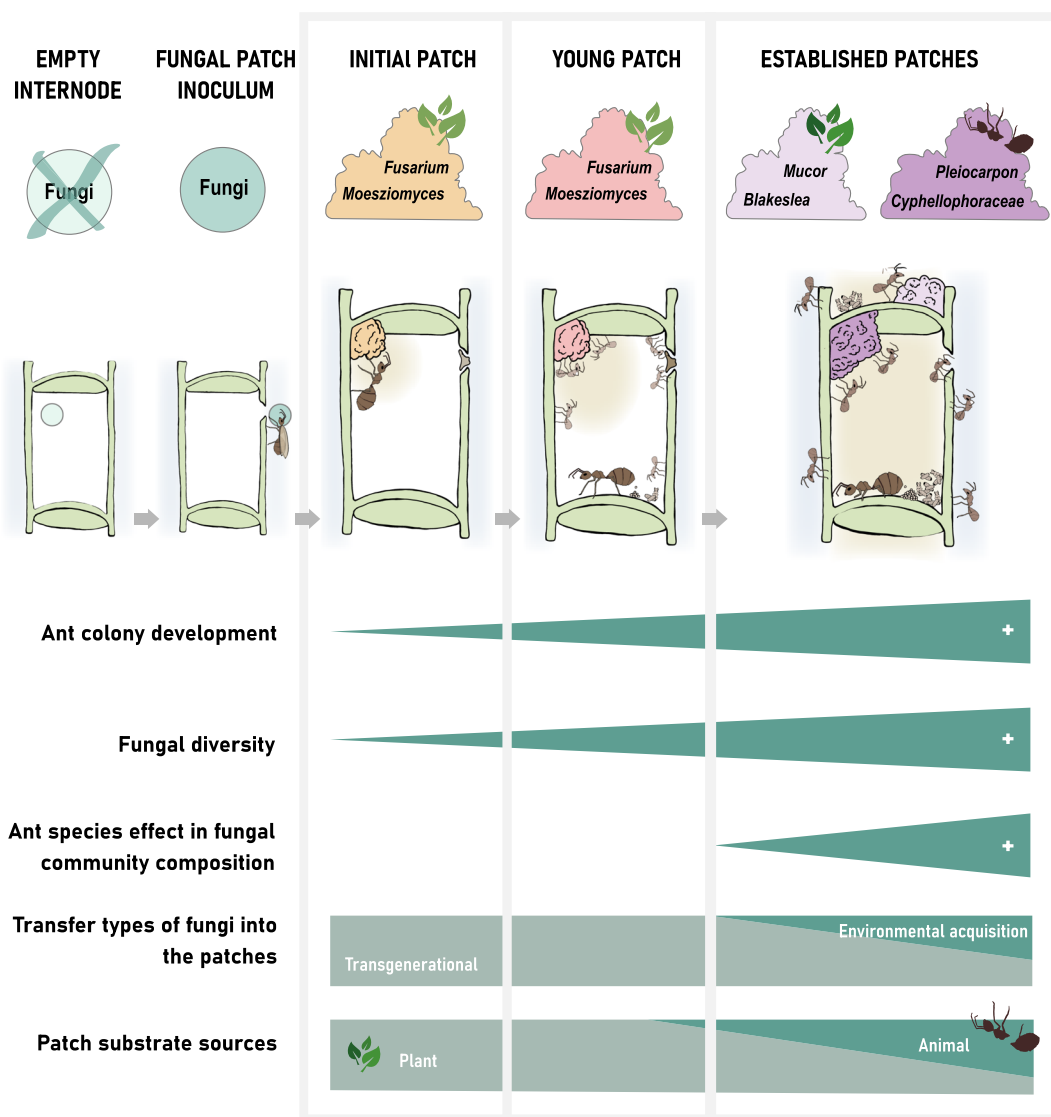 EMPTY
INTERNODE
FUNGAL PATCH
INOCULUM
INITIAl PATCH
YOUNG PATCH
ESTABLISHED PATCHES
Fungi
Fungi
Fusarium
Moesziomyces
Fusarium
Moesziomyces
Mucor
Blakeslea
Pleiocarpon
Cyphellophoraceae
Ant colony development
+
Fungal diversity
+
Ant species effect in fungal
community composition
+
Transfer types of fungi into
the patches
Transgenerational
Environmental acquisition
Patch substrate sources
Plant
Animal